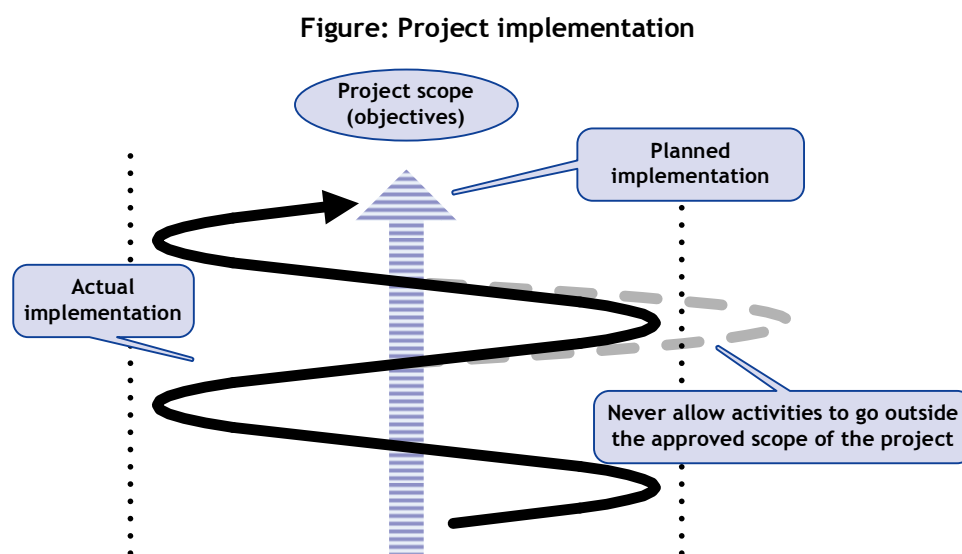 Figure: Project implementation
Project scope
(objectives)
Planned
implementation
Actual
implementation
Never allow activities to go outside
the approved scope of the project